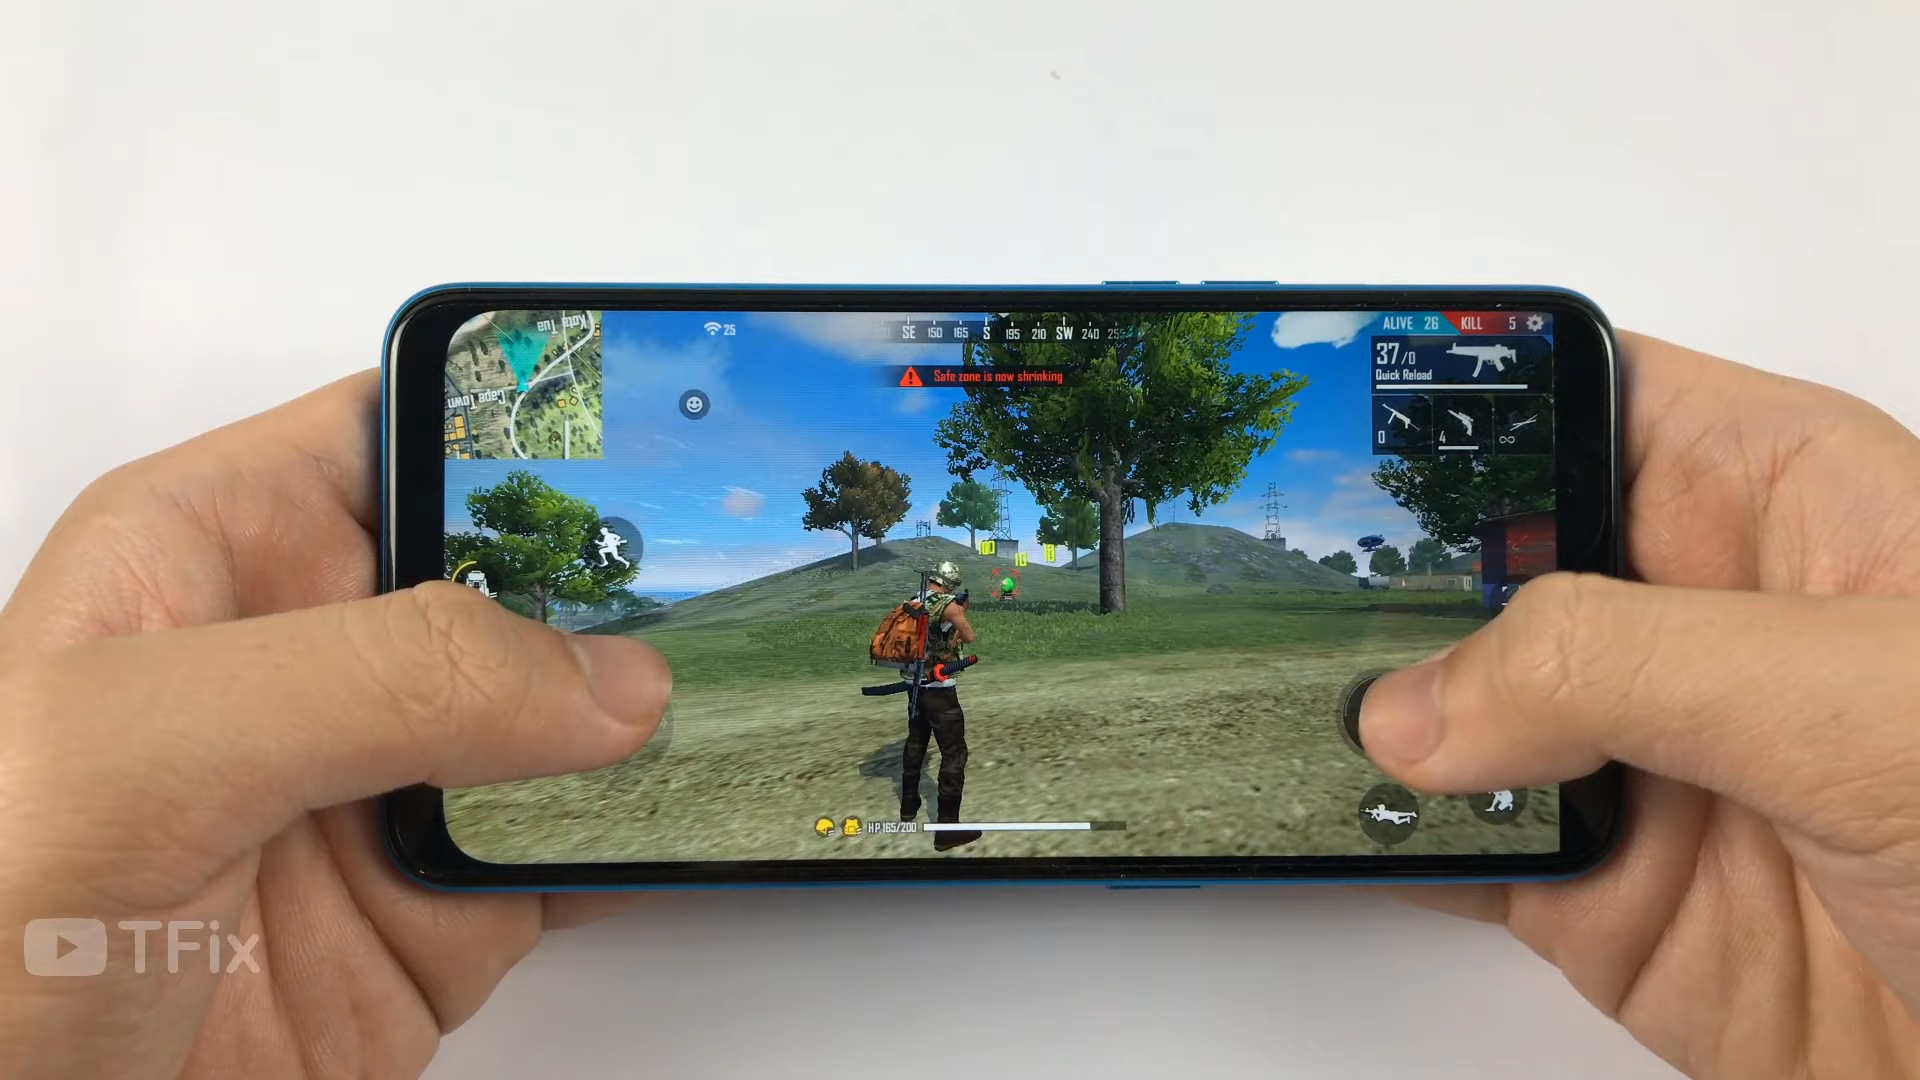 Kota Tua
Cape Town
25
SE 150 165 S 195 210 SW 240
Safe zone is now shrinking
ALIVE 26 KILL 5
37/0
Quick Reload
0
4
∞
100
10
HP 165/200
TFix